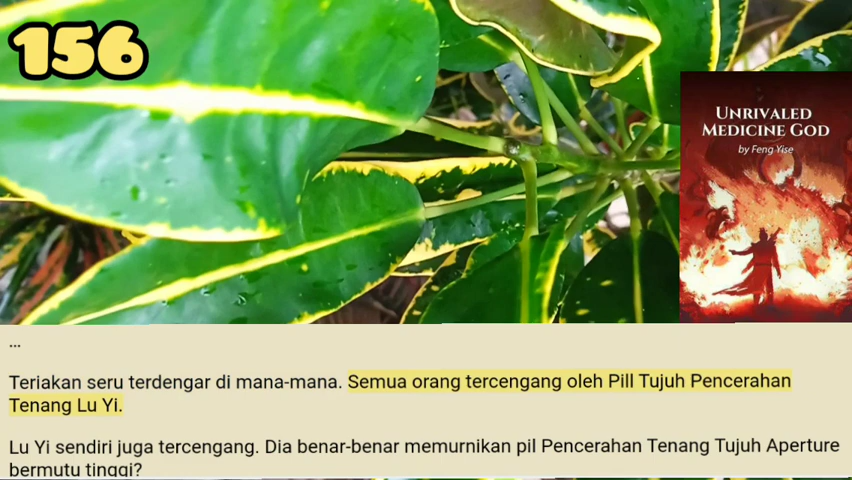 156
UNRIVALED
MEDICINE GOD
by Feng Yise
...
Teriakan seru terdengar di mana-mana. Semua orang tercengang oleh Pill Tujuh Pencerahan
Tenang Lu Yi.
Lu Yi sendiri juga tercengang. Dia benar-benar memurnikan pil Pencerahan Tenang Tujuh Aperture
bermutu tinggi?